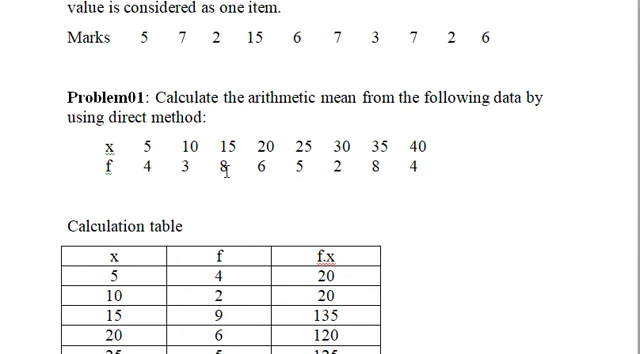 value is considered as one item.
Marks 5 7 2 15 6 7 3 7 2 6
Problem01: Calculate the arithmetic mean from the following data by
using direct method:
x 5 10 15 20 25 30 35 40
f 4 3 8 6 5 2 8 4
Calculation table
x f f.x
5 4 20
10 2 20
15 9 135
20 6 120
25 5 125